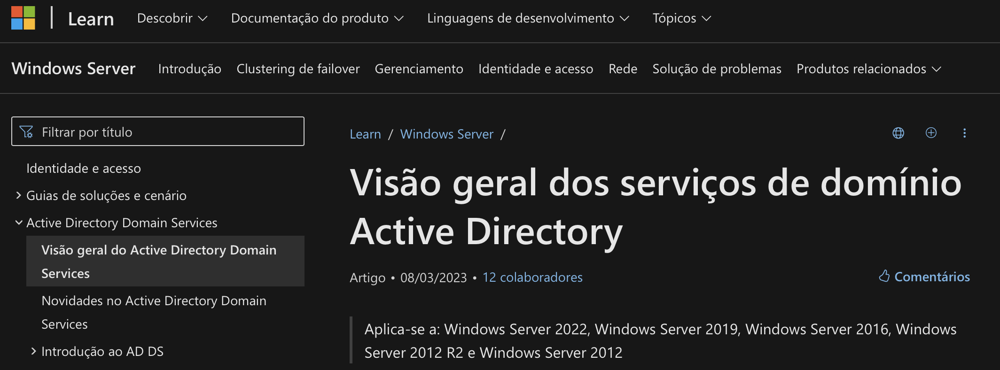 Learn Descobrir Documentação do produto Linguagens de desenvolvimento Tópicos
Windows Server Introdução Clustering de failover Gerenciamento Identidade e acesso Rede Solução de problemas Produtos relacionados
Filtrar por título
Identidade e acesso
Guias de soluções e cenário
Active Directory Domain Services
Visão geral do Active Directory Domain
Services
Novidades no Active Directory Domain
Services
Introdução ao AD DS
Learn / Windows Server /
Visão geral dos serviços de domínio
Active Directory
Artigo • 08/03/2023 • 12 colaboradores
Comentários
Aplica-se a: Windows Server 2022, Windows Server 2019, Windows Server 2016, Windows
Server 2012 R2 e Windows Server 2012